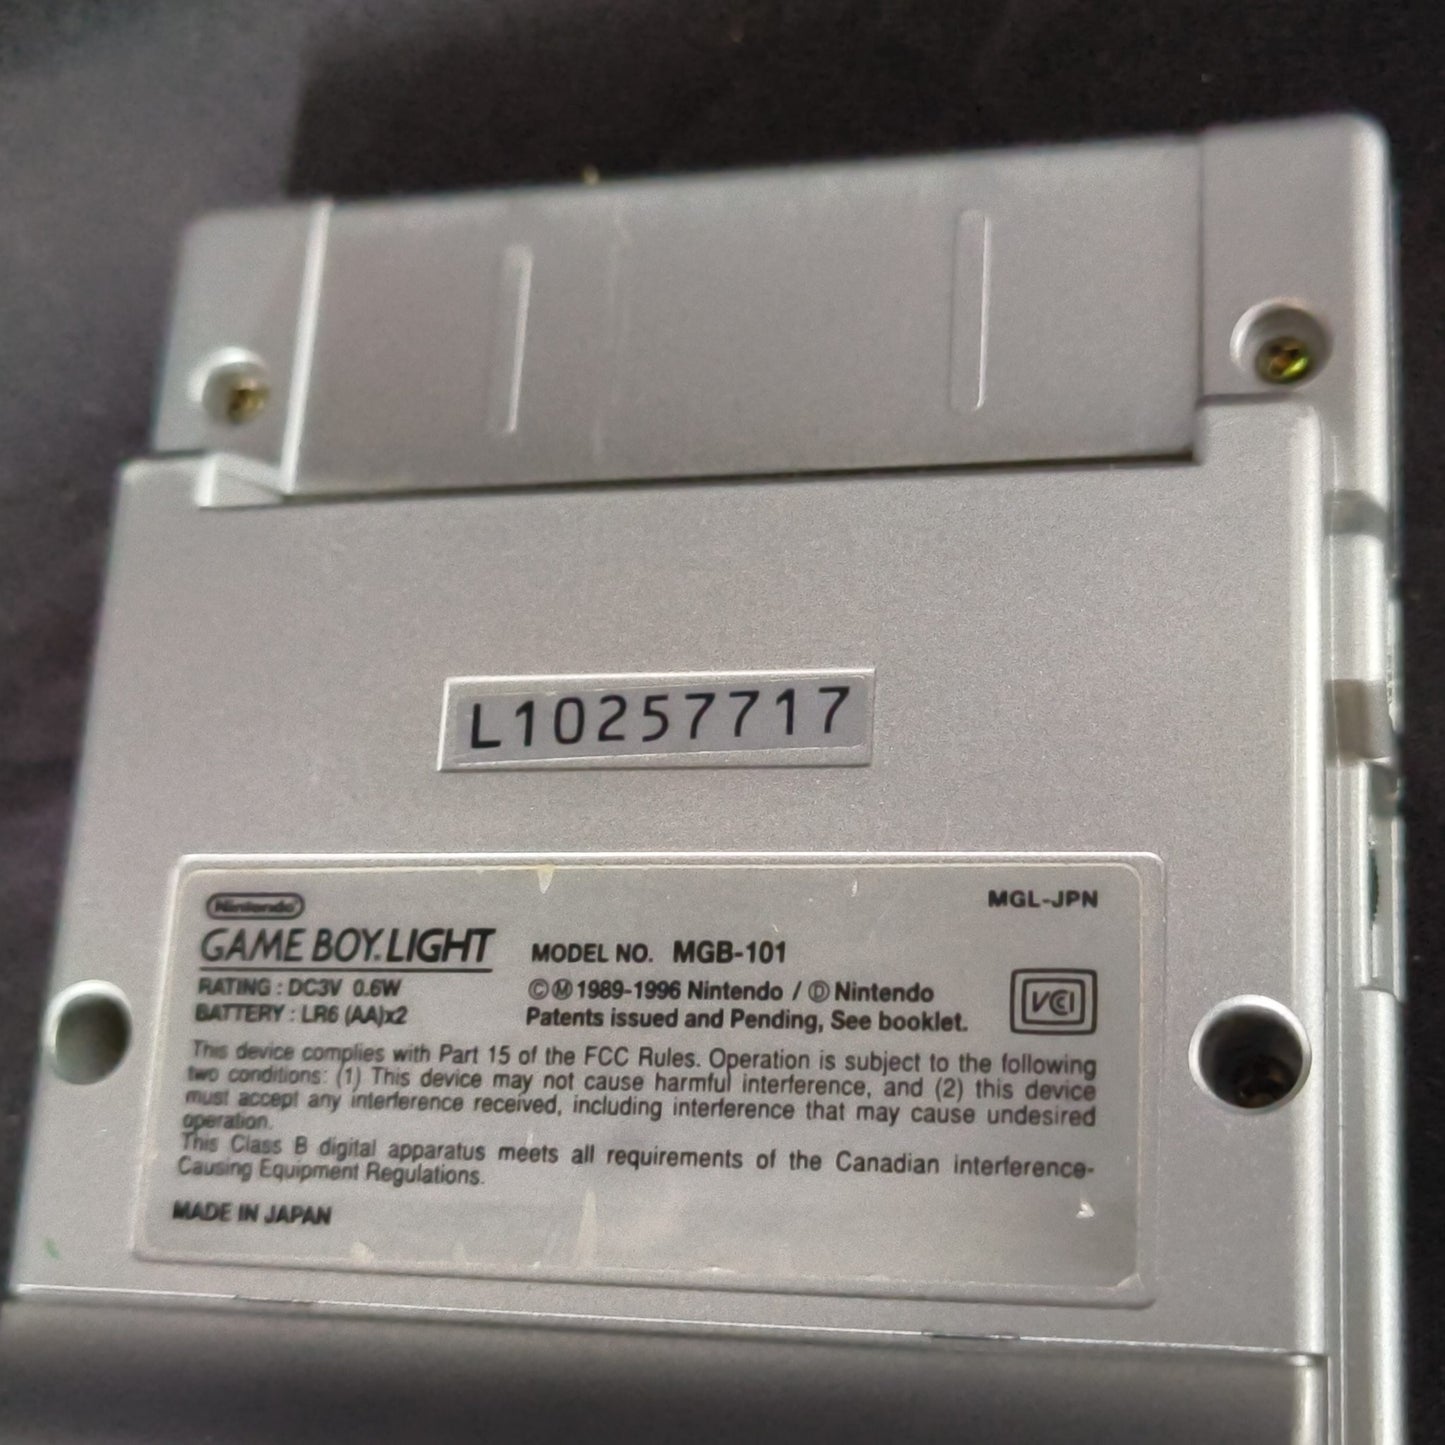 L10257717
Nintendo
MGL-JPN
GAME BOY.LIGHT MODEL NO. MGB-101
RATING : DC3V 0.6W ©Ⓜ1989-1996 Nintendo / ⒹNintendo
BATTERY : LR6 (AA)x2 Patents issued and Pending, See booklet.
VCI
This device complies with Part 15 of the FCC Rules. Operation is subject to the following
two conditions: (1) This device may not cause harmful interference, and (2) this device
must accept any interference received, including interference that may cause undesired
operation.
This Class B digital apparatus meets all requirements of the Canadian interference-
Causing Equipment Regulations.
MADE IN JAPAN